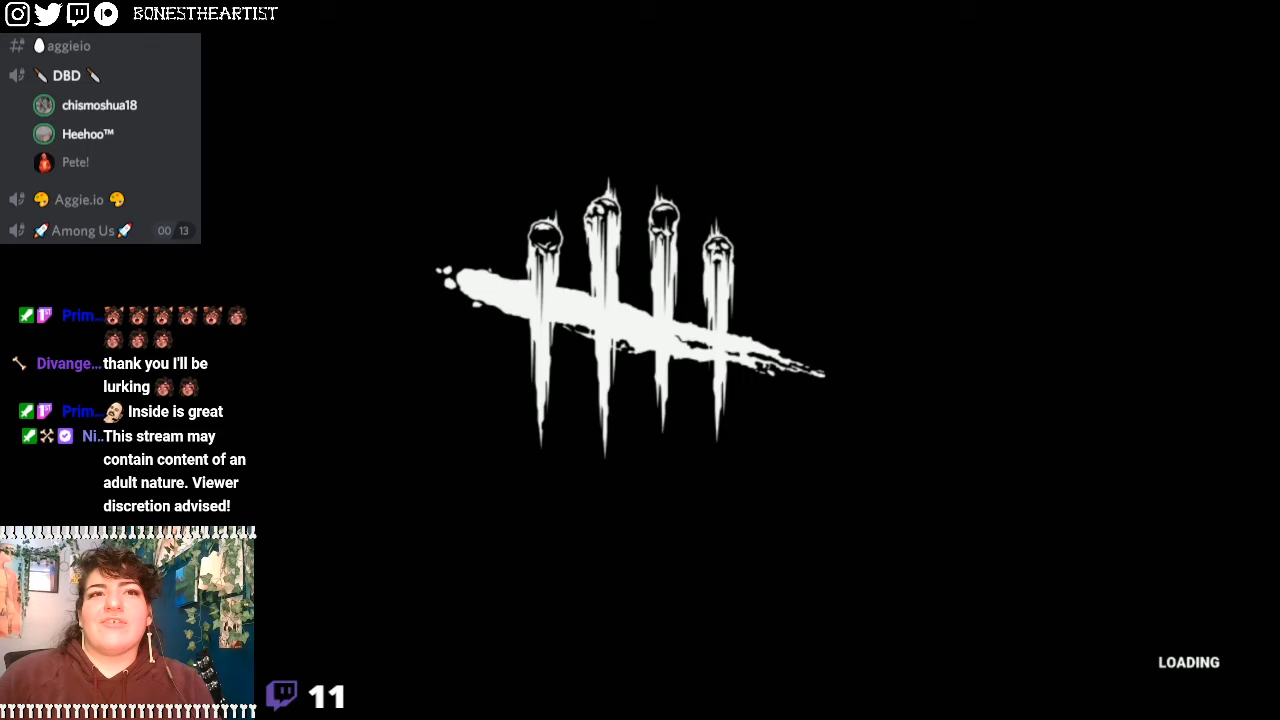 BONESTHEARTIST
aggieio
DBD
chismoshua18
Heehoo™
Pete!
Aggie.io
Among Us 00 13
Prim...
Divange... thank you I'll be
lurking
Prim... Inside is great
Ni.. This stream may
contain content of an
adult nature. Viewer
discretion advised!
11
LOADING